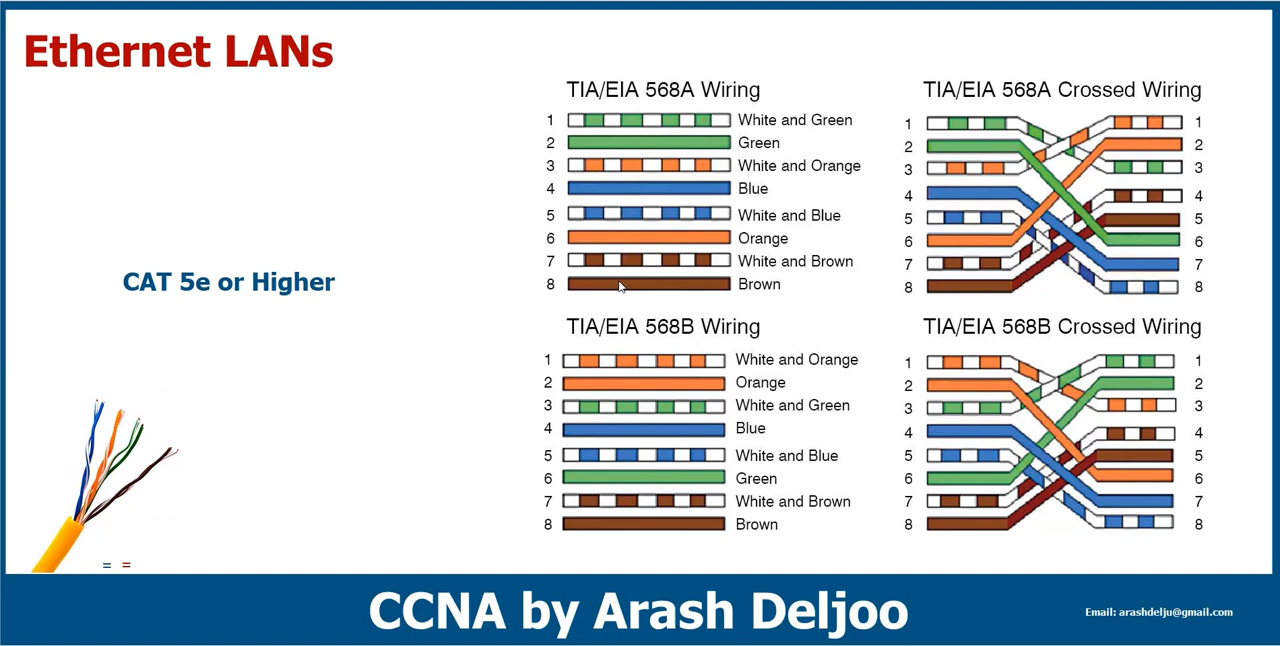 Ethernet LANs
CAT 5e or Higher
TIA/EIA 568A Wiring
1 White and Green
2 Green
3 White and Orange
4 Blue
5 White and Blue
6 Orange
7 White and Brown
8 Brown
TIA/EIA 568A Crossed Wiring
1 1
2 2
3 3
4 4
5 5
6 6
7 7
8 8
TIA/EIA 568B Wiring
1 White and Orange
2 Orange
3 White and Green
4 Blue
5 White and Blue
6 Green
7 White and Brown
8 Brown
TIA/EIA 568B Crossed Wiring
1 1
2 2
3 3
4 4
5 5
6 6
7 7
8 8
= =
CCNA by Arash Deljoo
Email: arashdelju@gmail.com